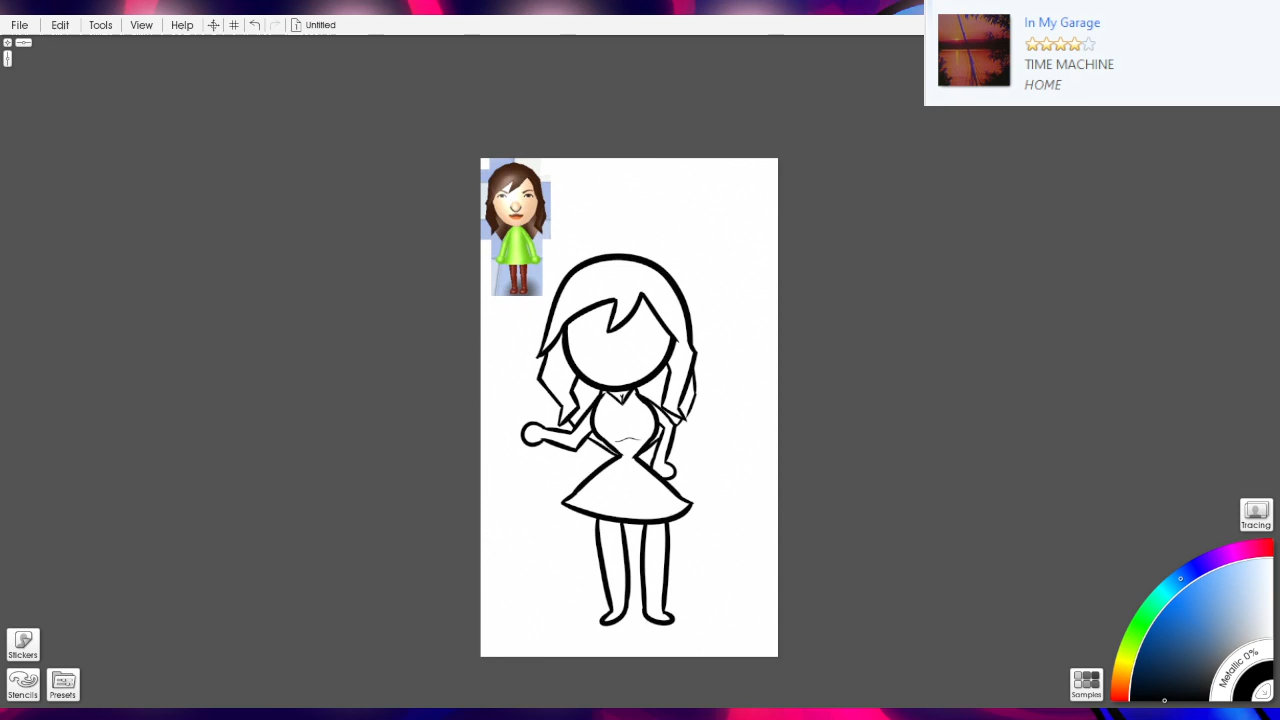 File Edit Tools View Help Untitled
In My Garage
TIME MACHINE
HOME
Tracing
Metallic 0%
Stickers
Stencils Presets
Samples